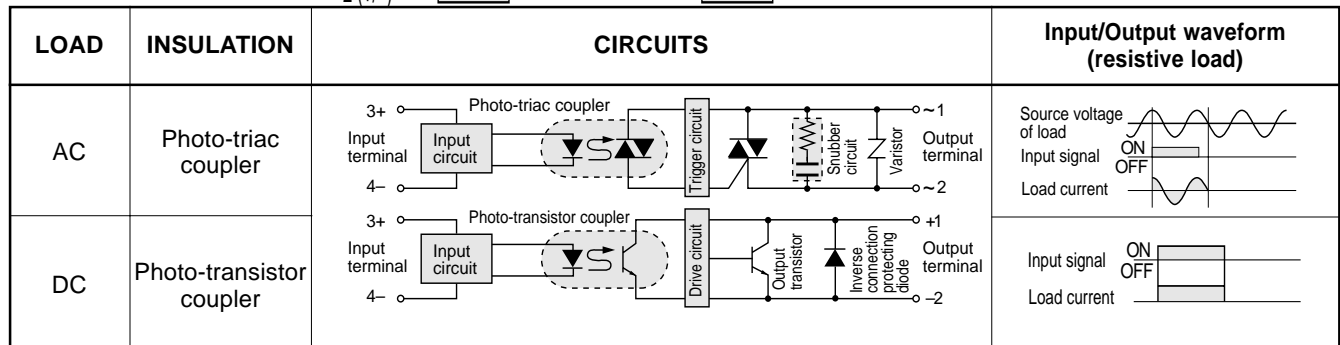 LOAD
INSULATION
CIRCUITS
Input/Output waveform
(resistive load)
AC
Photo-triac
coupler
3+
Input
terminal
4–
Input
circuit
Photo-triac coupler
Trigger circuit
Snubber
circuit
Varistor
~1
Output
terminal
~2
Source voltage
of load
Input signal
ON
OFF
Load current
DC
Photo-transistor
coupler
3+
Input
terminal
4–
Input
circuit
Photo-transistor coupler
Drive circuit
Output
transistor
Inverse
connection
protecting
diode
+1
Output
terminal
–2
Input signal
ON
OFF
Load current